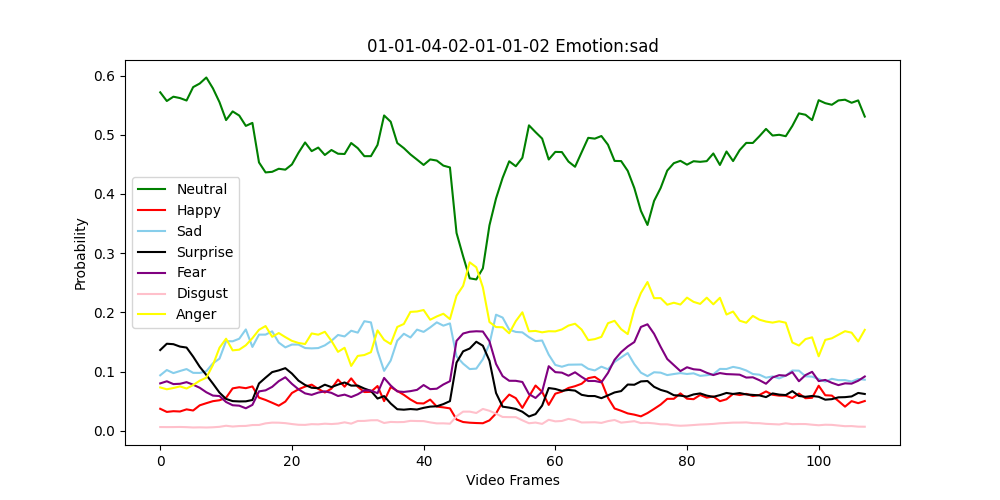 01-01-04-02-01-01-02 Emotion:sad
Probability
0.6
0.5
0.4
0.3
0.2
0.1
0.0
Neutral
Happy
Sad
Surprise
Fear
Disgust
Anger
0 20 40 60 80 100
Video Frames